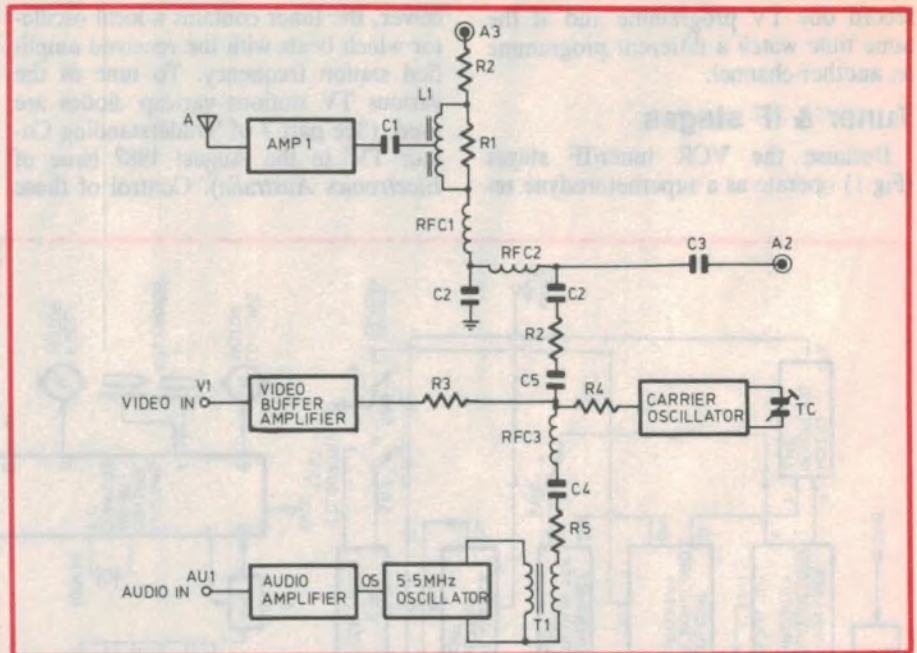 record one TV programme and at the
same time watch a different programme
on another channel.
Tuner & IF stages
Because the VCR tuner/IF stages
(Fig 1) operate as a superheterodyne re-
ceiver, the tuner contains a local oscilla-
tor which beats with the received ampli-
fied station frequency. To tune in the
various TV stations varicap diodes are
used (See part 4 of 'Understanding Co-
lour TV' in the August 1987 issue of
Electronics Australia). Control of these
A3
R2
L1
A
AMP 1
C1
R1
RFC1
RFC2
C3
A2
C2
C2
R2
C5
V1
VIDEO IN
VIDEO BUFFER AMPLIFIER
R3
R4
CARRIER OSCILLATOR
TC
RFC3
C4
R5
AU1
AUDIO IN
AUDIO AMPLIFIER
OS
5·5MHz OSCILLATOR
T1